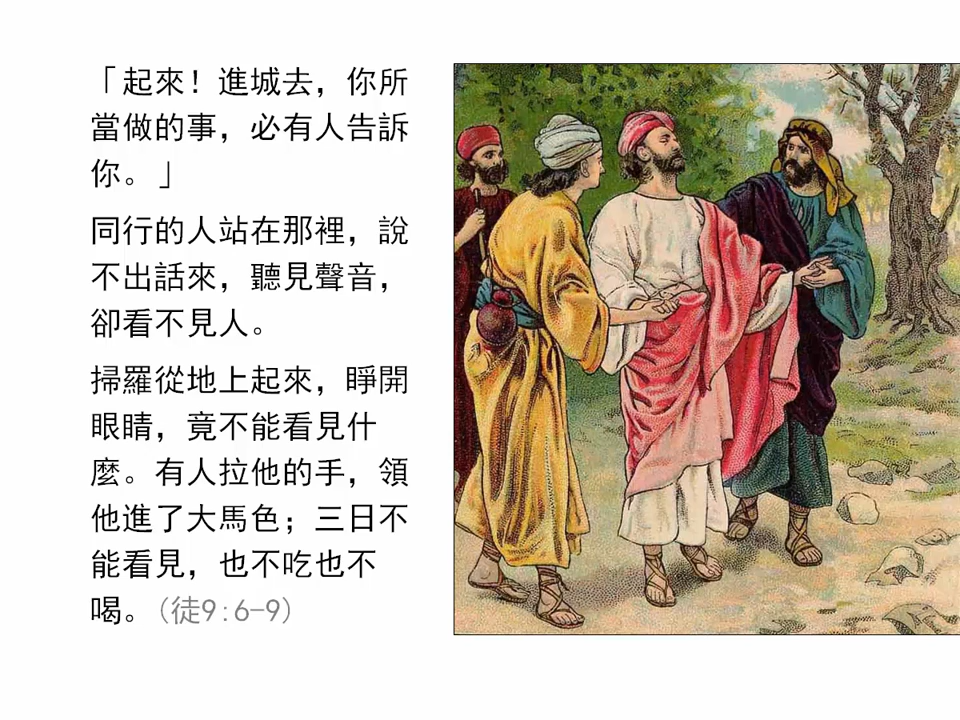 「起來！進城去，你所
當做的事，必有人告訴
你。」
同行的人站在那裡，說
不出話來，聽見聲音，
卻看不見人。
掃羅從地上起來，睜開
眼睛，竟不能看見什
麼。有人拉他的手，領
他進了大馬色；三日不
能看見，也不吃也不
喝。(徒9:6-9)